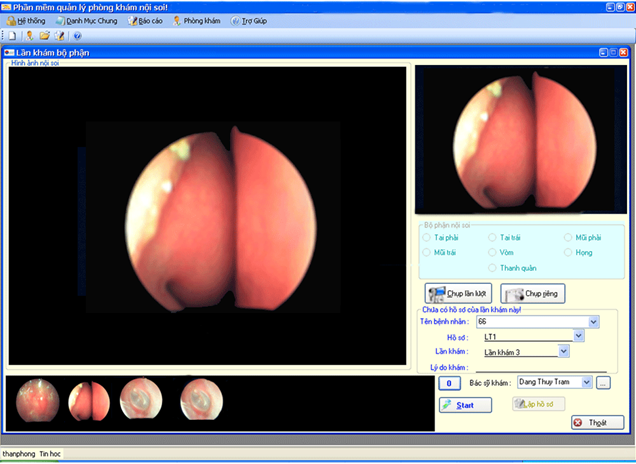 Phần mềm quản lý phòng khám nội soi!
Hệ thống Danh Mục Chung Báo cáo Phòng khám Trợ Giúp
Lần khám bộ phận
Hình ảnh nội soi
Bộ phận nội soi
Tai phải Tai trái Mũi phải
Mũi trái Vòm Họng
Thanh quản
Chụp lần lượt Chụp riêng
Chưa có hồ sơ của lần khám này!
Tên bệnh nhân : 66
Hồ sơ : LT1
Lần khám : Lần khám 3
Lý do khám :
0 Bác sỹ khám : Dang Thuy Tram ...
Start Lập hồ sơ
Thoát
thanphong Tin hoc